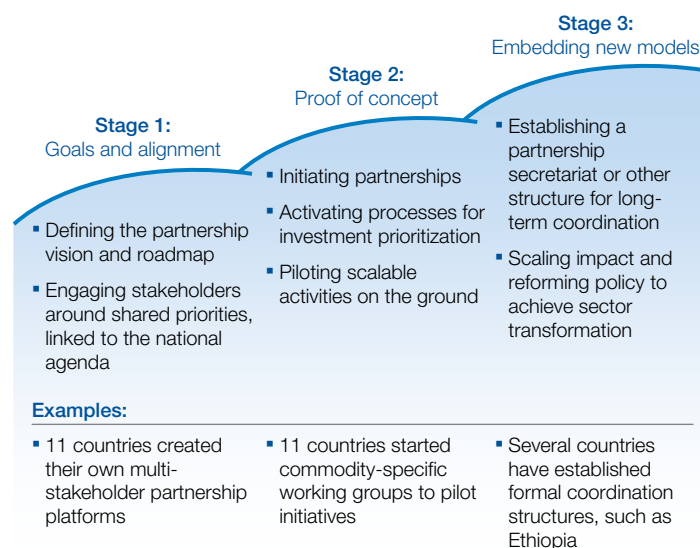 Stage 1:
Goals and alignment
▪ Defining the partnership
vision and roadmap
▪ Engaging stakeholders
around shared priorities,
linked to the national
agenda
Stage 2:
Proof of concept
▪ Initiating partnerships
▪ Activating processes for
investment prioritization
▪ Piloting scalable
activities on the ground
Stage 3:
Embedding new models
▪ Establishing a
partnership
secretariat or other
structure for long-
term coordination
▪ Scaling impact and
reforming policy to
achieve sector
transformation
Examples:
▪ 11 countries created
their own multi-
stakeholder partnership
platforms
▪ 11 countries started
commodity-specific
working groups to pilot
initiatives
▪ Several countries
have established
formal coordination
structures, such as
Ethiopia